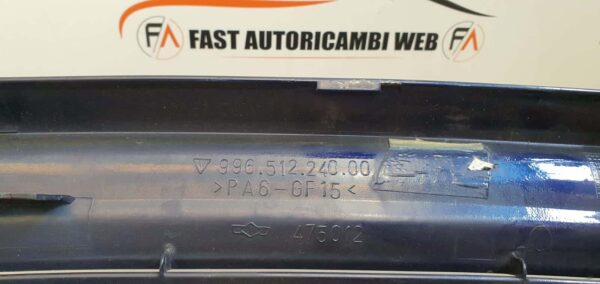 FA FAST AUTORICAMBI WEB FA
996.512.240.00
>PA6-GF15<
475012